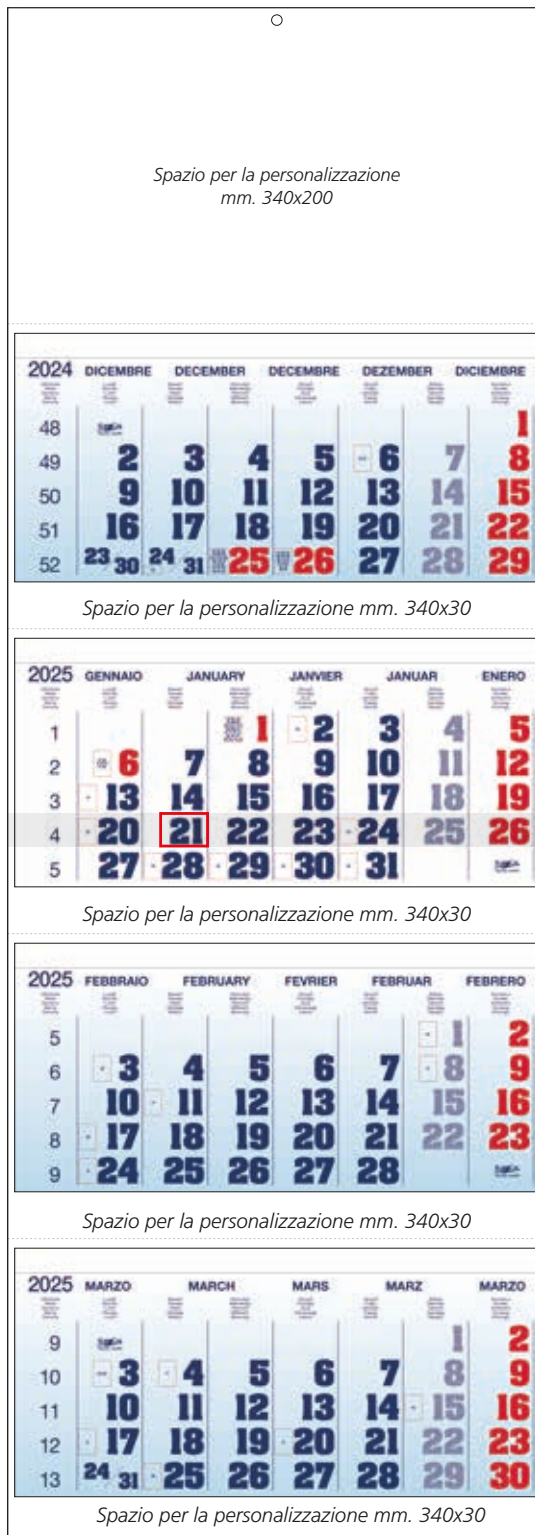 Spazio per la personalizzazione
mm. 340x200
2024 DICEMBRE DECEMBER DECEMBRE DEZEMBER DICIEMBRE
48 1
49 2 3 4 5 6 7 8
50 9 10 11 12 13 14 15
51 16 17 18 19 20 21 22
52 23 30 24 31 25 26 27 28 29
Spazio per la personalizzazione mm. 340x30
2025 GENNAIO JANUARY JANVIER JANUAR ENERO
1 1 2 3 4 5
2 6 7 8 9 10 11 12
3 13 14 15 16 17 18 19
4 20 21 22 23 24 25 26
5 27 28 29 30 31
Spazio per la personalizzazione mm. 340x30
2025 FEBBRAIO FEBRUARY FEVRIER FEBRUAR FEBRERO
5 1 2
6 3 4 5 6 7 8 9
7 10 11 12 13 14 15 16
8 17 18 19 20 21 22 23
9 24 25 26 27 28
Spazio per la personalizzazione mm. 340x30
2025 MARZO MARCH MARS MARZ MARZO
9 1 2
10 3 4 5 6 7 8 9
11 10 11 12 13 14 15 16
12 17 18 19 20 21 22 23
13 24 31 25 26 27 28 29 30
Spazio per la personalizzazione mm. 340x30